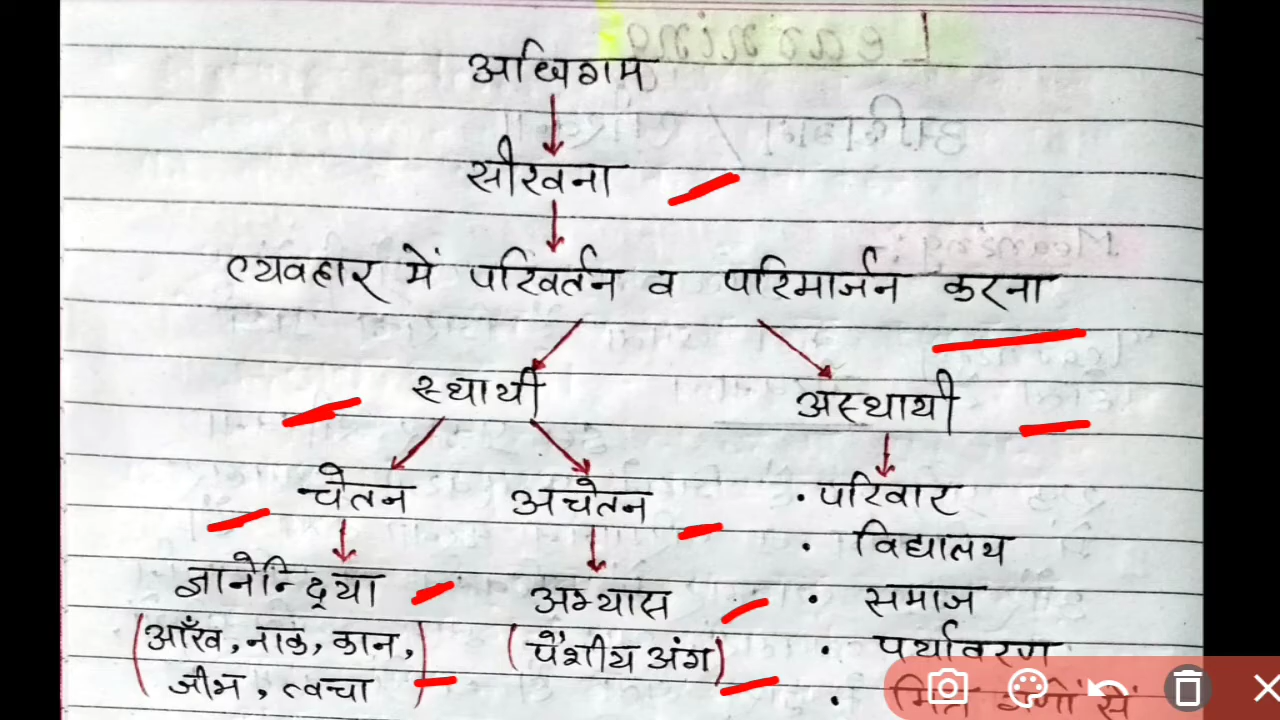 अधिगम
सीखना
व्यवहार में परिवर्तन व परिमार्जन करना
स्थायी अस्थायी
चेतन अचेतन ・परिवार
・ विद्यालय
ज्ञानेन्द्रिया अभ्यास ・ समाज
(आँख, नाक, कान, (पेशीय अंग) ・ पर्यावरण
जीभ, त्वचा)